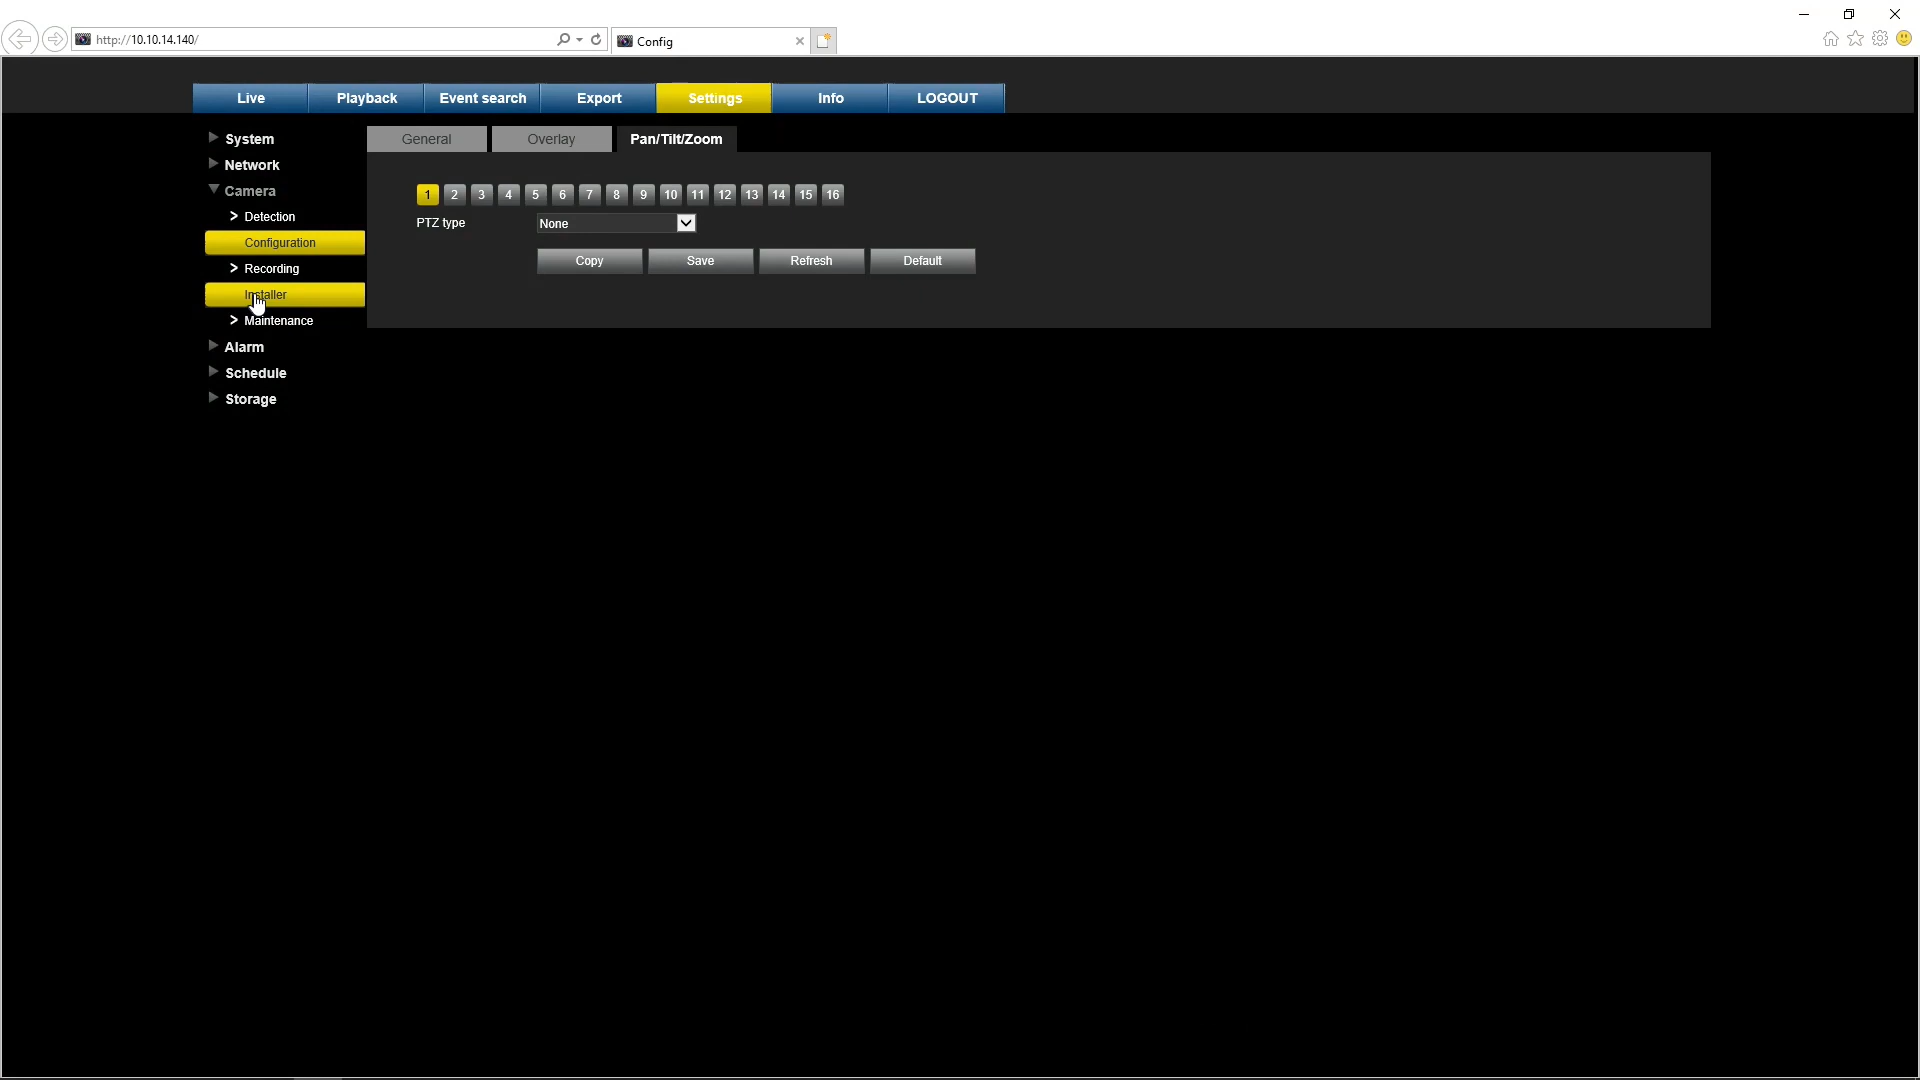 http://10.10.14.140/
Config
Live Playback Event search Export Settings Info LOGOUT
System
Network
Camera
> Detection
Configuration
> Recording
Installer
> Maintenance
Alarm
Schedule
Storage
General Overlay Pan/Tilt/Zoom
1 2 3 4 5 6 7 8 9 10 11 12 13 14 15 16
PTZ type None
Copy Save Refresh Default